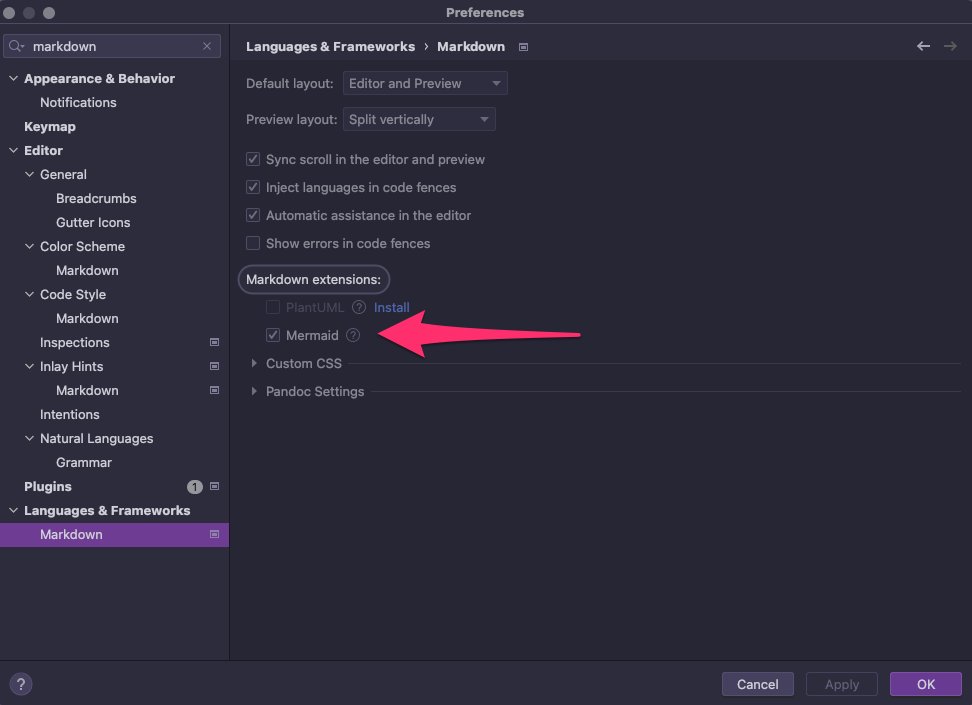 Preferences
markdown
Languages & Frameworks › Markdown
Appearance & Behavior
Notifications
Keymap
Editor
General
Breadcrumbs
Gutter Icons
Color Scheme
Markdown
Code Style
Markdown
Inspections
Inlay Hints
Markdown
Intentions
Natural Languages
Grammar
Plugins 1
Languages & Frameworks
Markdown
Default layout: Editor and Preview
Preview layout: Split vertically
Sync scroll in the editor and preview
Inject languages in code fences
Automatic assistance in the editor
Show errors in code fences
Markdown extensions:
PlantUML ? Install
Mermaid ?
Custom CSS
Pandoc Settings
? Cancel Apply OK